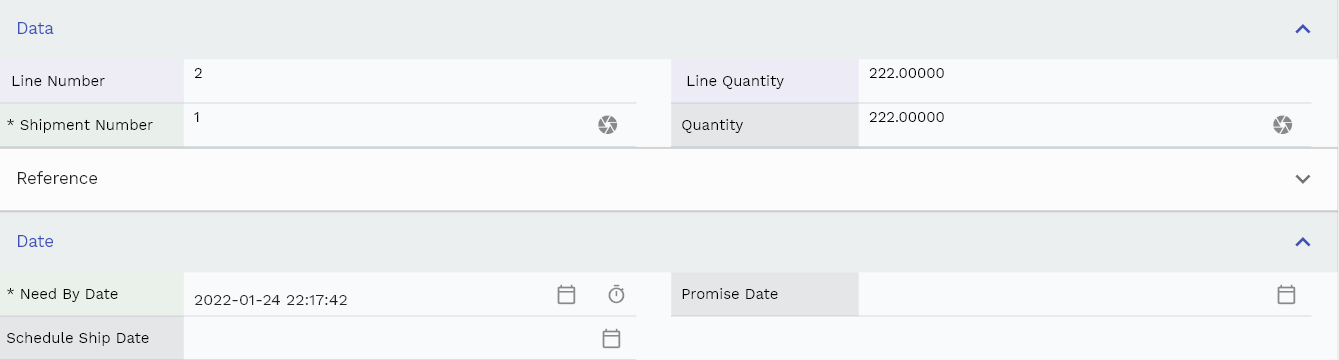 Data
Line Number 2 Line Quantity 222.00000
* Shipment Number 1 Quantity 222.00000
Reference
Date
* Need By Date 2022-01-24 22:17:42 Promise Date
Schedule Ship Date